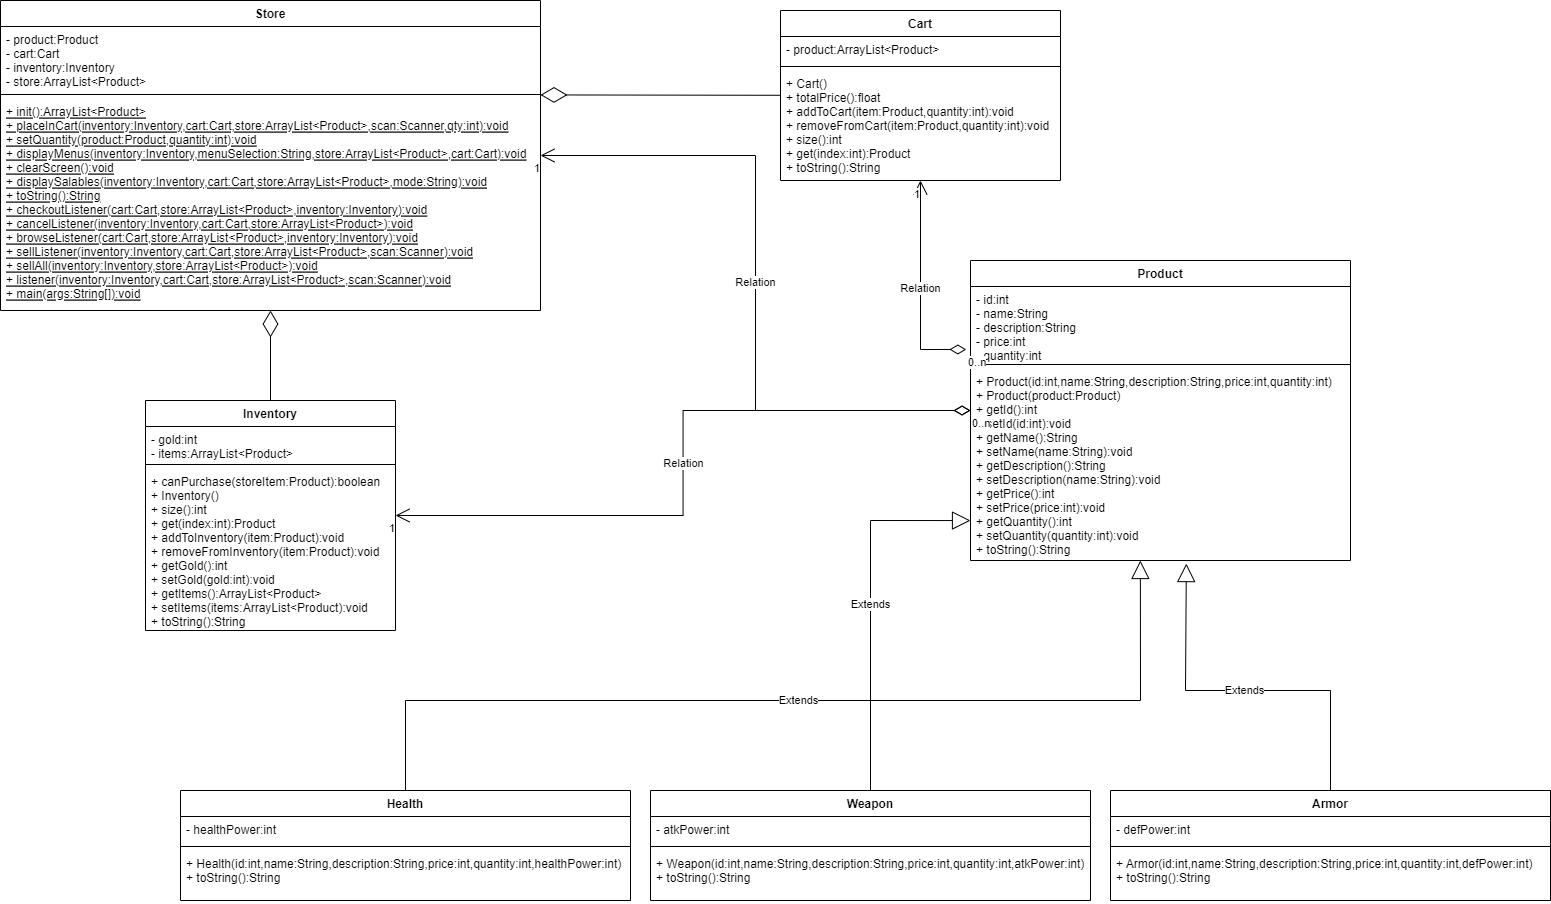 Store
- product:Product
- cart:Cart
- inventory:Inventory
- store:ArrayList<Product>
+ init():ArrayList<Product>
+ placeInCart(inventory:Inventory,cart:Cart,store:ArrayList<Product>,scan:Scanner,qty:int):void
+ setQuantity(product:Product,quantity:int):void
+ displayMenus(inventory:Inventory,menuSelection:String,store:ArrayList<Product>,cart:Cart):void
+ clearScreen():void
+ displaySalables(inventory:Inventory,cart:Cart,store:ArrayList<Product>,mode:String):void
+ toString():String
+ checkoutListener(cart:Cart,store:ArrayList<Product>,inventory:Inventory):void
+ cancelListener(inventory:Inventory,cart:Cart,store:ArrayList<Product>):void
+ browseListener(cart:Cart,store:ArrayList<Product>,inventory:Inventory):void
+ sellListener(inventory:Inventory,cart:Cart,store:ArrayList<Product>,scan:Scanner):void
+ sellAll(inventory:Inventory,store:ArrayList<Product>):void
+ listener(inventory:Inventory,cart:Cart,store:ArrayList<Product>,scan:Scanner):void
+ main(args:String[]):void
1
Cart
- product:ArrayList<Product>
+ Cart()
+ totalPrice():float
+ addToCart(item:Product,quantity:int):void
+ removeFromCart(item:Product,quantity:int):void
+ size():int
+ get(index:int):Product
+ toString():String
1
Relation
Relation
Relation
Product
- id:int
- name:String
- description:String
- price:int
quantity:int
0..n
+ Product(id:int,name:String,description:String,price:int,quantity:int)
+ Product(product:Product)
+ getId():int
0..n
setId(id:int):void
+ getName():String
+ setName(name:String):void
+ getDescription():String
+ setDescription(name:String):void
+ getPrice():int
+ setPrice(price:int):void
+ getQuantity():int
+ setQuantity(quantity:int):void
+ toString():String
Inventory
- gold:int
- items:ArrayList<Product>
+ canPurchase(storeItem:Product):boolean
+ Inventory()
+ size():int
+ get(index:int):Product
+ addToInventory(item:Product):void
+ removeFromInventory(item:Product):void
+ getGold():int
+ setGold(gold:int):void
+ getItems():ArrayList<Product>
+ setItems(items:ArrayList<Product):void
+ toString():String
1
Extends
Extends
Extends
Health
- healthPower:int
+ Health(id:int,name:String,description:String,price:int,quantity:int,healthPower:int)
+ toString():String
Weapon
- atkPower:int
+ Weapon(id:int,name:String,description:String,price:int,quantity:int,atkPower:int)
+ toString():String
Armor
- defPower:int
+ Armor(id:int,name:String,description:String,price:int,quantity:int,defPower:int)
+ toString():String